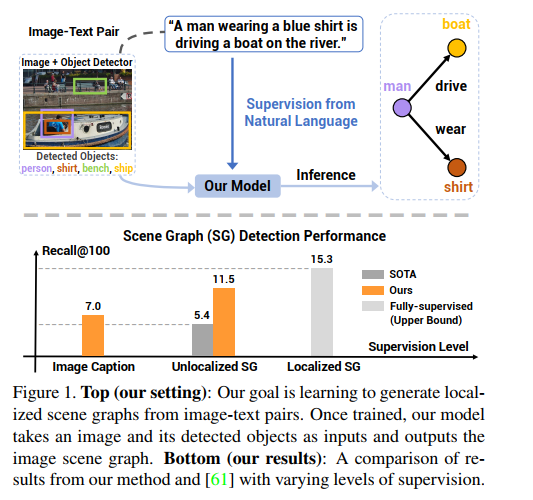 Image-Text Pair
“A man wearing a blue shirt is
driving a boat on the river.”
boat
Image + Object Detector
man
drive
Supervision from
Natural Language
wear
Detected Objects:
person, shirt, bench, ship
Our Model
Inference
shirt
Scene Graph (SG) Detection Performance
Recall@100
15.3
11.5
7.0
5.4
SOTA
Ours
Fully-supervised
(Upper Bound)
Supervision Level
Image Caption
Unlocalized SG
Localized SG
Figure 1. Top (our setting): Our goal is learning to generate local-
ized scene graphs from image-text pairs. Once trained, our model
takes an image and its detected objects as inputs and outputs the
image scene graph. Bottom (our results): A comparison of re-
sults from our method and [61] with varying levels of supervision.